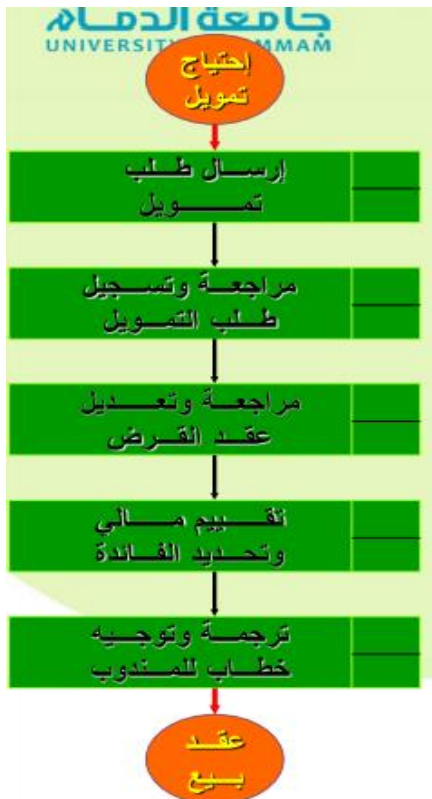 جامعة الدمام
UNIVERSITY
MMAM
إحتياج
تمويل
إرسال طلب
تمويل
مراجعة وتسجيل
طلب التمويل
مراجعة وتعديل
عقد القرض
تقييم مالي
وتحديد الفائدة
ترجمة وتوجيه
خطاب للمندوب
عقد
بيع